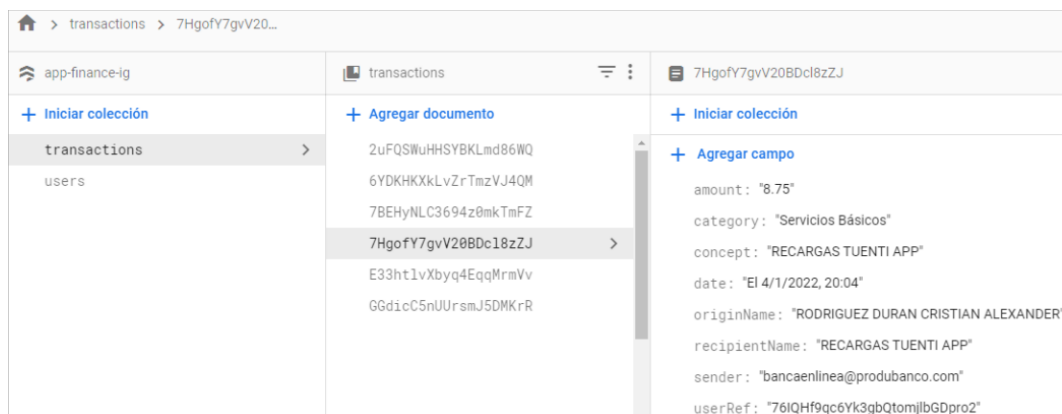 transactions > 7HgofY7gvV20...
app-finance-ig
transactions
7HgofY7gvV20BDcl8zZJ
+ Iniciar colección
+ Agregar documento
+ Iniciar colección
transactions
users
2uFQSWuHHSYBKLmd86WQ
6YDKHKXkLvZrTmzVJ4QM
7BEHyNLC3694z0mkTmFZ
7HgofY7gvV20BDcl8zZJ
E33htlvXbyq4EqqMrmVv
GGdicC5nUUrsmJ5DMKrR
+ Agregar campo
amount: "8.75"
category: "Servicios Básicos"
concept: "RECARGAS TUENTI APP"
date: "El 4/1/2022, 20:04"
originName: "RODRIGUEZ DURAN CRISTIAN ALEXANDER"
recipientName: "RECARGAS TUENTI APP"
sender: "bancaenlinea@produbanco.com"
userRef: "76IQHf9qc6Yk3gbQtomjlbGDpro2"